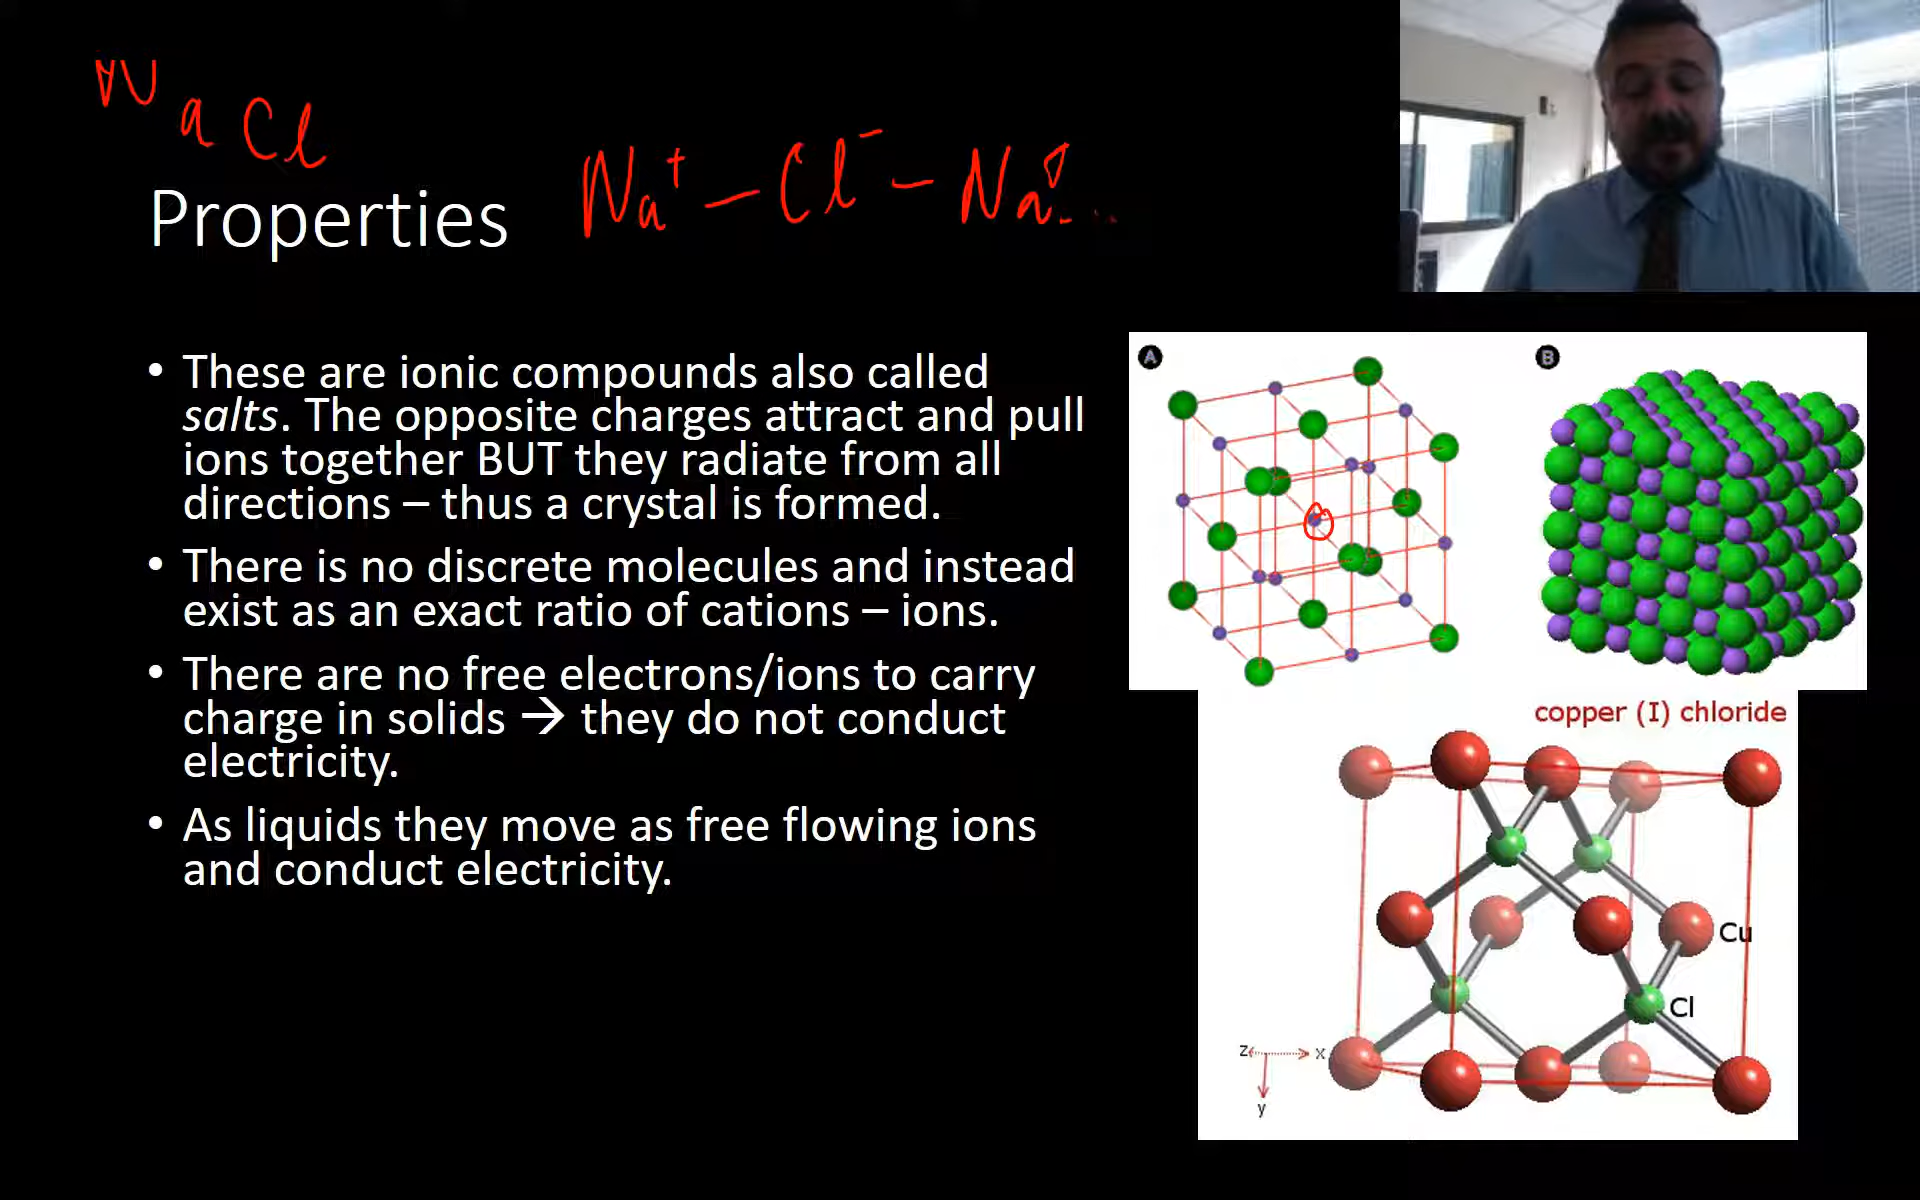 NaCl
Properties
Na⁺ – Cl⁻ – Na⁺ ...
• These are ionic compounds also called
salts. The opposite charges attract and pull
ions together BUT they radiate from all
directions – thus a crystal is formed.
• There is no discrete molecules and instead
exist as an exact ratio of cations – ions.
• There are no free electrons/ions to carry
charge in solids → they do not conduct
electricity.
• As liquids they move as free flowing ions
and conduct electricity.
A
B
copper (I) chloride
Cu
Cl
z
x
y